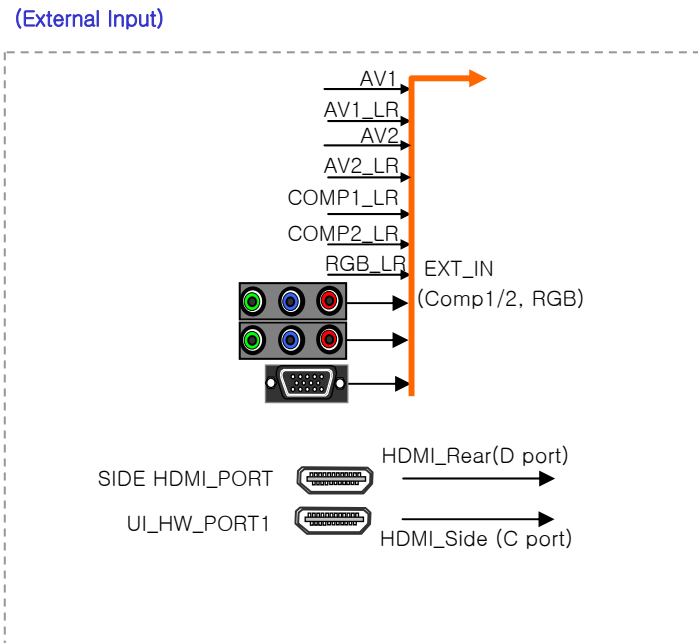 (External Input)
AV1
AV1_LR
AV2
AV2_LR
COMP1_LR
COMP2_LR
RGB_LR
EXT_IN
(Comp1/2, RGB)
HDMI_Rear(D port)
SIDE HDMI_PORT
UI_HW_PORT1
HDMI_Side (C port)